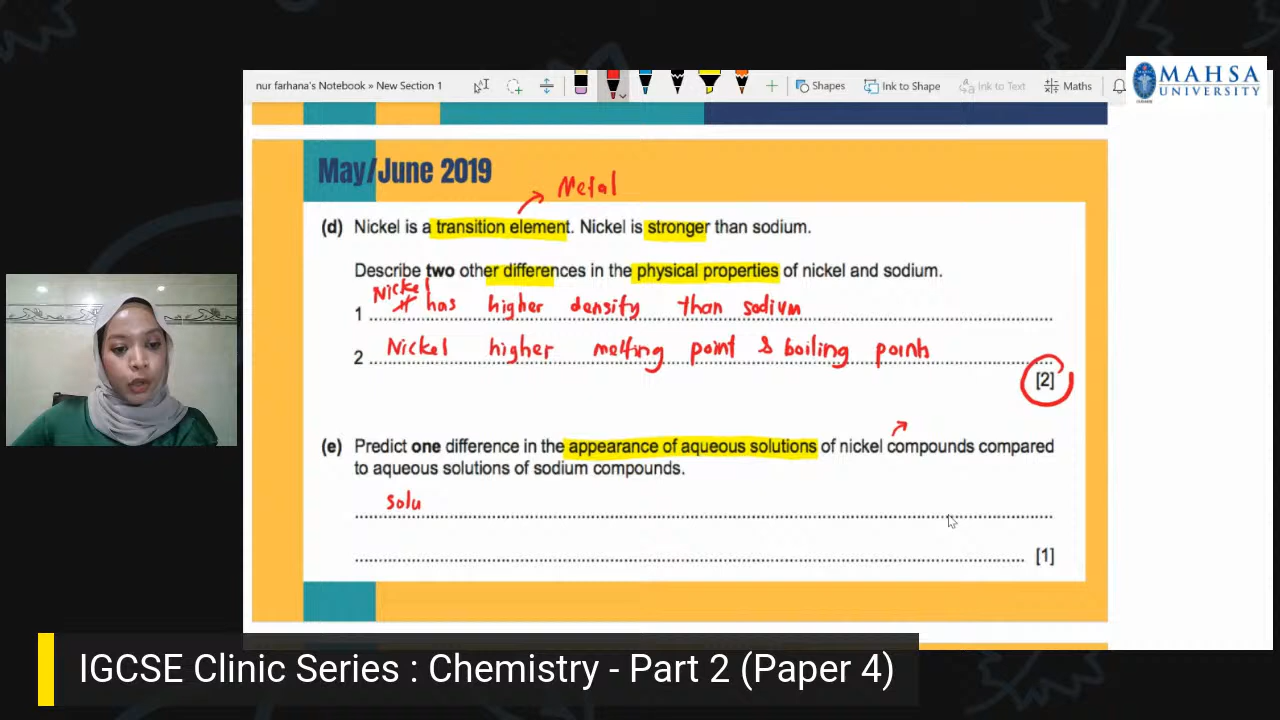 nur farhana's Notebook » New Section 1
Shapes
Ink to Shape
Ink to Text
Maths
MAHSA
UNIVERSITY
May/June 2019
Metal
(d) Nickel is a transition element. Nickel is stronger than sodium.
Describe two other differences in the physical properties of nickel and sodium.
Nickel
1 has higher density than sodium
2 Nickel higher melting point & boiling point
[2]
(e) Predict one difference in the appearance of aqueous solutions of nickel compounds compared
to aqueous solutions of sodium compounds.
Solu
[1]
IGCSE Clinic Series : Chemistry - Part 2 (Paper 4)